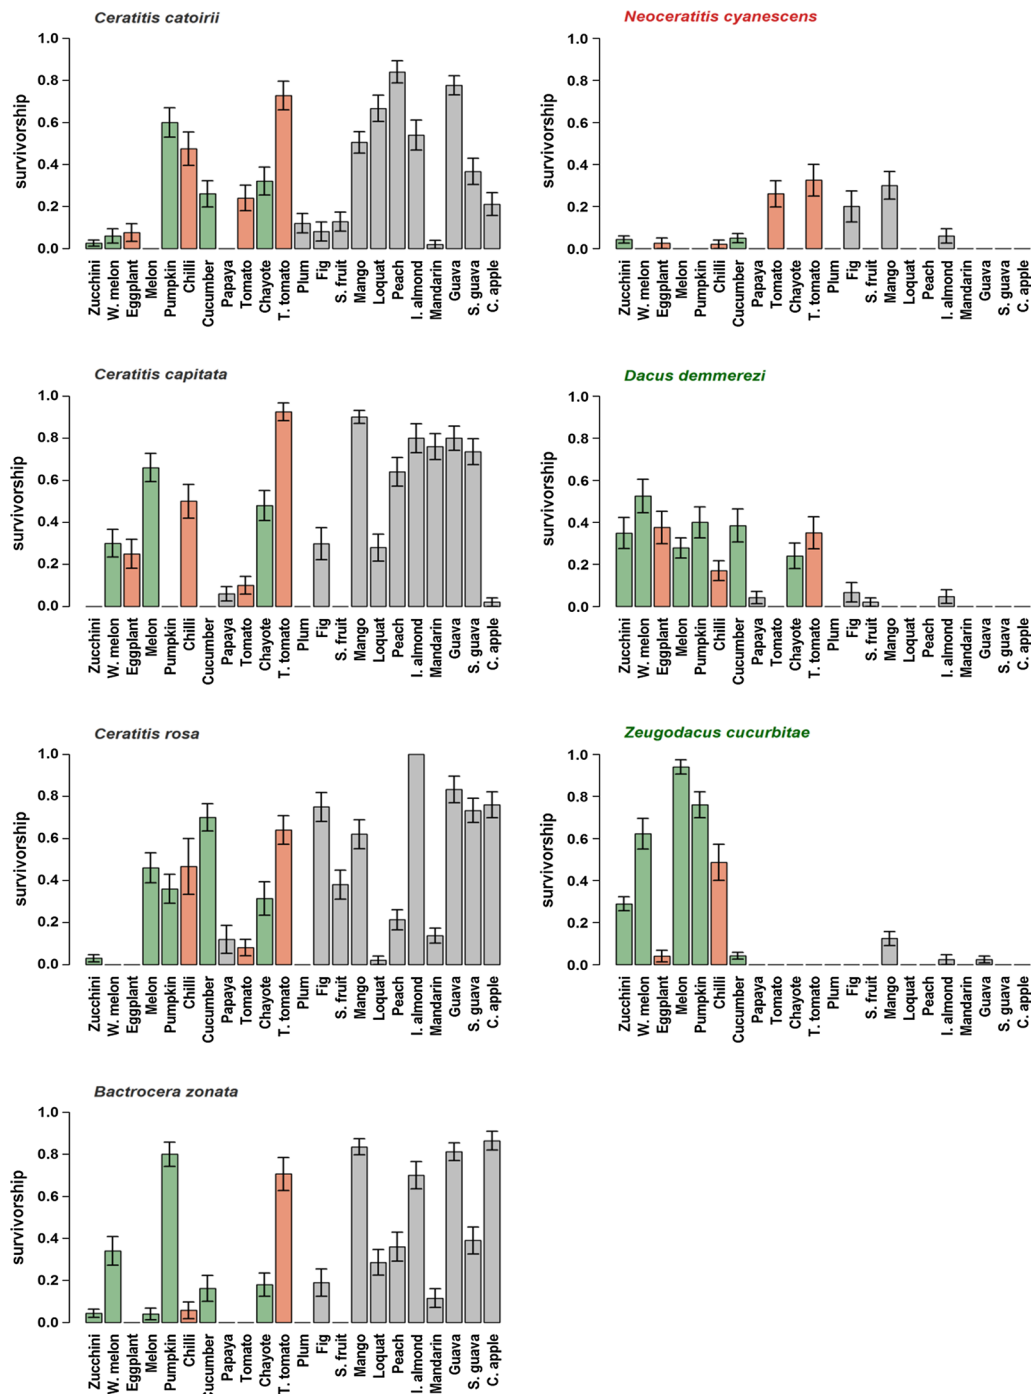 Ceratitis catoirii
survivorship
1.0
0.8
0.6
0.4
0.2
0.0
Zucchini
W. melon
Eggplant
Melon
Pumpkin
Chilli
Cucumber
Papaya
Tomato
Chayote
T. tomato
Plum
Fig
S. fruit
Mango
Loquat
Peach
I. almond
Mandarin
Guava
S. guava
C. apple
Neoceratitis cyanescens
survivorship
1.0
0.8
0.6
0.4
0.2
0.0
Zucchini
W. melon
Eggplant
Melon
Pumpkin
Chilli
Cucumber
Papaya
Tomato
Chayote
T. tomato
Plum
Fig
S. fruit
Mango
Loquat
Peach
I. almond
Mandarin
Guava
S. guava
C. apple
Ceratitis capitata
survivorship
1.0
0.8
0.6
0.4
0.2
0.0
Zucchini
W. melon
Eggplant
Melon
Pumpkin
Chilli
Cucumber
Papaya
Tomato
Chayote
T. tomato
Plum
Fig
S. fruit
Mango
Loquat
Peach
I. almond
Mandarin
Guava
S. guava
C. apple
Dacus demmerezi
survivorship
1.0
0.8
0.6
0.4
0.2
0.0
Zucchini
W. melon
Eggplant
Melon
Pumpkin
Chilli
Cucumber
Papaya
Tomato
Chayote
T. tomato
Plum
Fig
S. fruit
Mango
Loquat
Peach
I. almond
Mandarin
Guava
S. guava
C. apple
Ceratitis rosa
survivorship
1.0
0.8
0.6
0.4
0.2
0.0
Zucchini
W. melon
Eggplant
Melon
Pumpkin
Chilli
Cucumber
Papaya
Tomato
Chayote
T. tomato
Plum
Fig
S. fruit
Mango
Loquat
Peach
I. almond
Mandarin
Guava
S. guava
C. apple
Zeugodacus cucurbitae
survivorship
1.0
0.8
0.6
0.4
0.2
0.0
Zucchini
W. melon
Eggplant
Melon
Pumpkin
Chilli
Cucumber
Papaya
Tomato
Chayote
T. tomato
Plum
Fig
S. fruit
Mango
Loquat
Peach
I. almond
Mandarin
Guava
S. guava
C. apple
Bactrocera zonata
survivorship
1.0
0.8
0.6
0.4
0.2
0.0
Zucchini
W. melon
Eggplant
Melon
Pumpkin
Chilli
Cucumber
Papaya
Tomato
Chayote
T. tomato
Plum
Fig
S. fruit
Mango
Loquat
Peach
I. almond
Mandarin
Guava
S. guava
C. apple